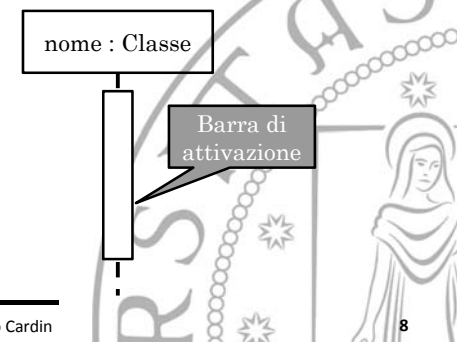 nome : Classe
Barra di
attivazione
Cardin
8